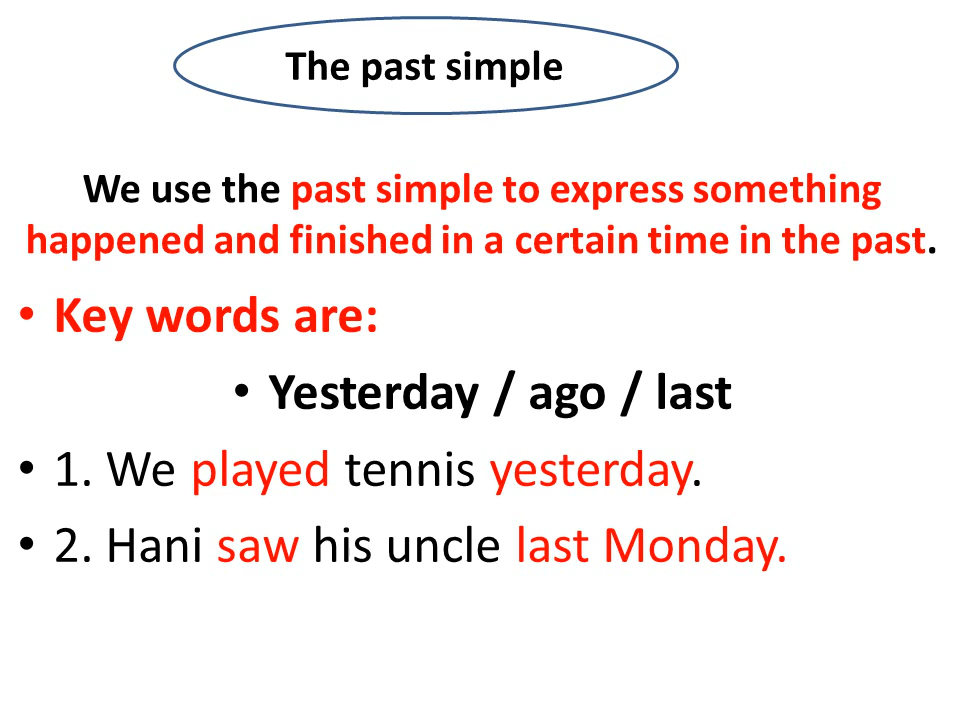 The past simple
We use the past simple to express something
happened and finished in a certain time in the past.
• Key words are:
• Yesterday / ago / last
• 1. We played tennis yesterday.
• 2. Hani saw his uncle last Monday.